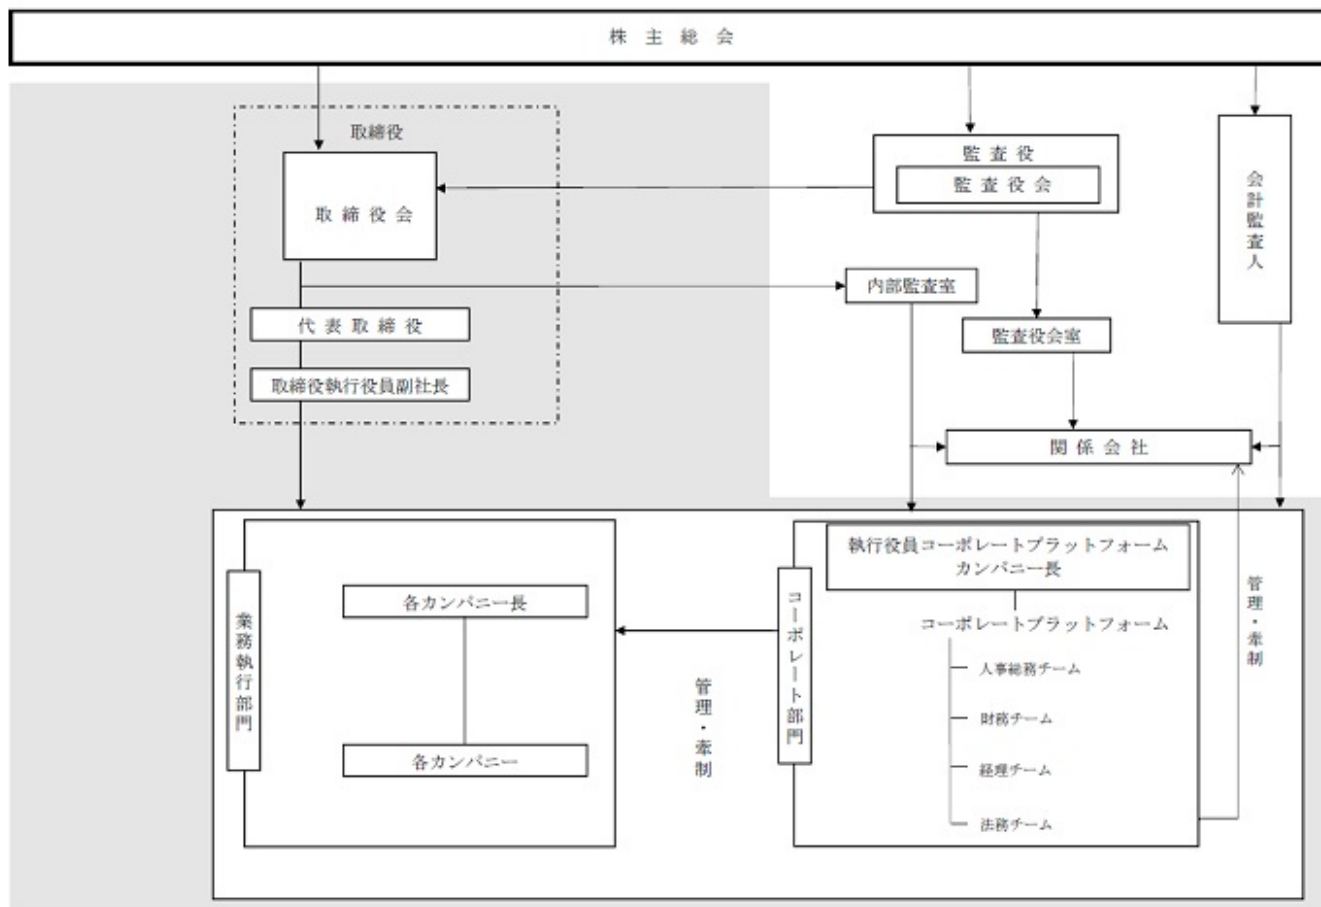 株主総会
取締役
取締役会
代表取締役
取締役執行役員副社長
監査役
監査役会
会計監査人
内部監査室
監査役会室
関係会社
業務執行部門
各カンパニー長
各カンパニー
管理・牽制
コーポレート部門
執行役員コーポレートプラットフォーム
カンパニー長
コーポレートプラットフォーム
人事総務チーム
財務チーム
経理チーム
法務チーム
管理・牽制